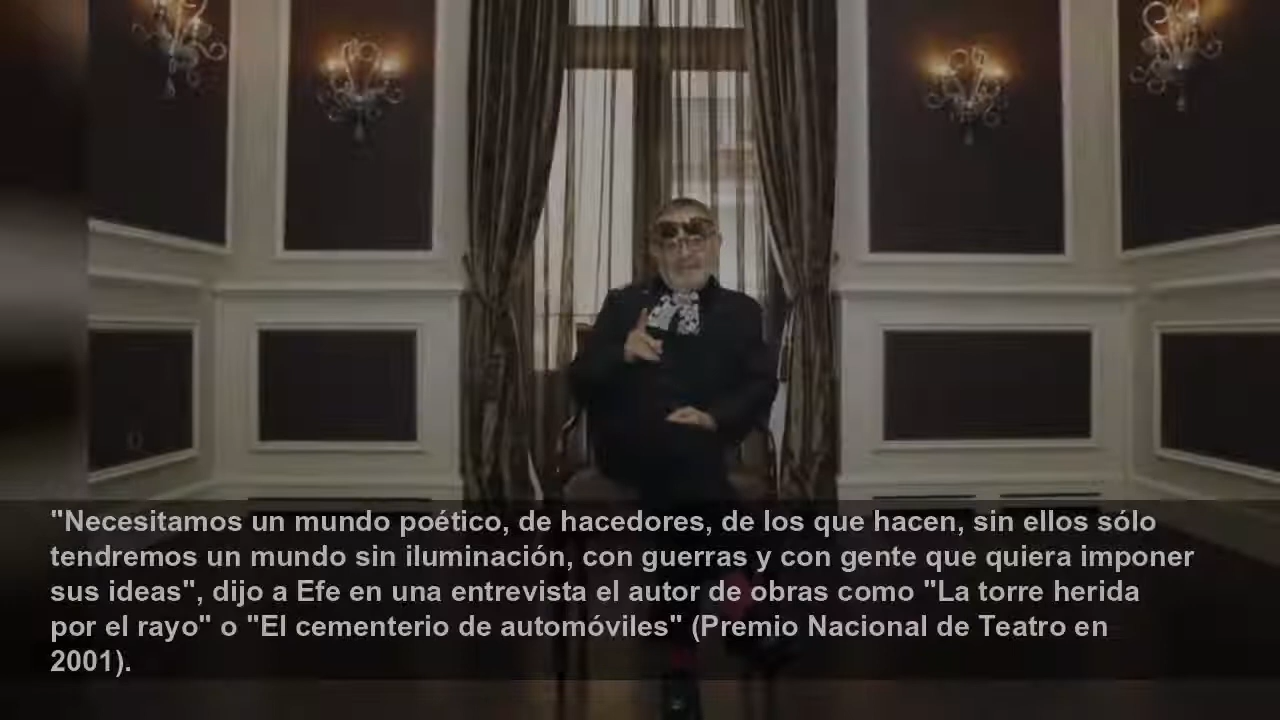 "Necesitamos un mundo poético, de hacedores, de los que hacen, sin ellos sólo
tendremos un mundo sin iluminación, con guerras y con gente que quiera imponer
sus ideas", dijo a Efe en una entrevista el autor de obras como "La torre herida
por el rayo" o "El cementerio de automóviles" (Premio Nacional de Teatro en
2001).